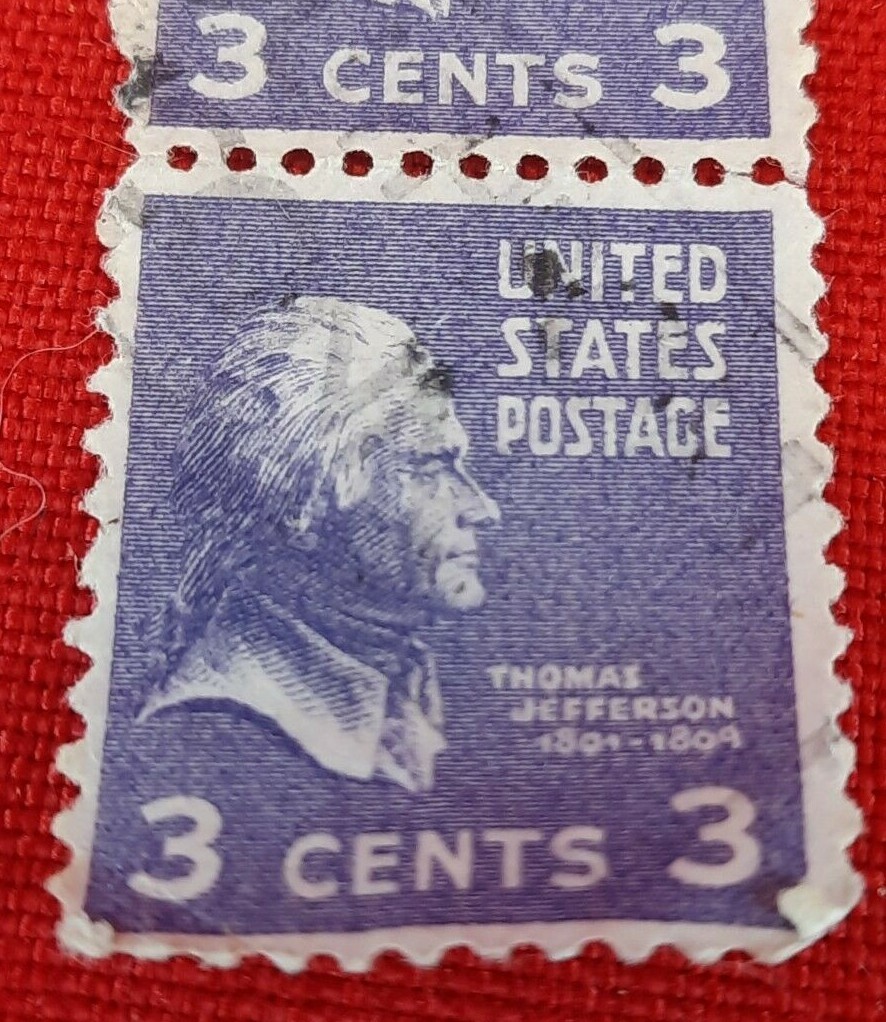 3 CENTS 3
UNITED
STATES
POSTAGE
THOMAS
JEFFERSON
1801-1809
3 CENTS 3